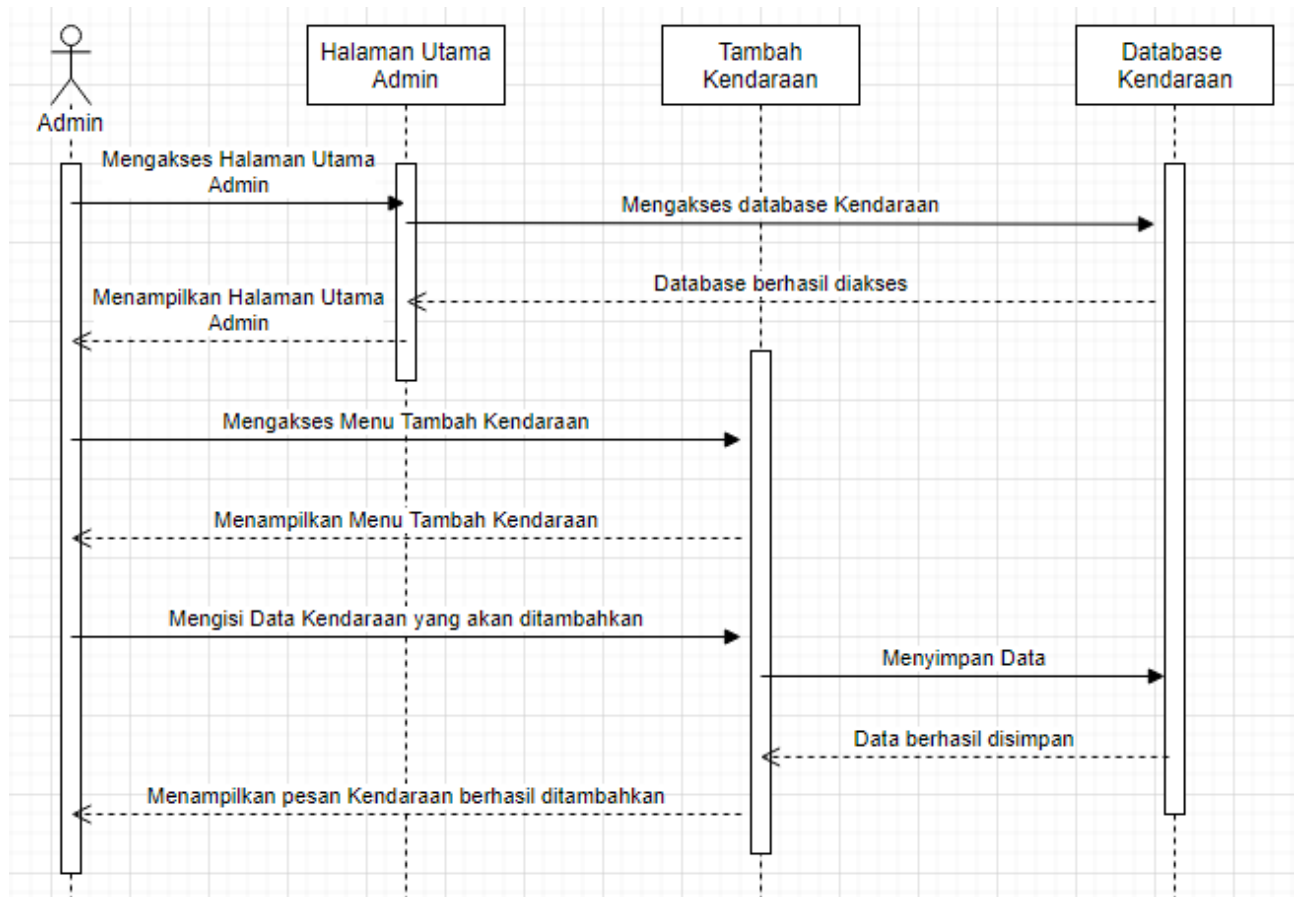 Halaman Utama
Admin
Tambah
Kendaraan
Database
Kendaraan
Admin
Mengakses Halaman Utama
Admin
Mengakses database Kendaraan
Database berhasil diakses
Menampilkan Halaman Utama
Admin
Mengakses Menu Tambah Kendaraan
Menampilkan Menu Tambah Kendaraan
Mengisi Data Kendaraan yang akan ditambahkan
Menyimpan Data
Data berhasil disimpan
Menampilkan pesan Kendaraan berhasil ditambahkan